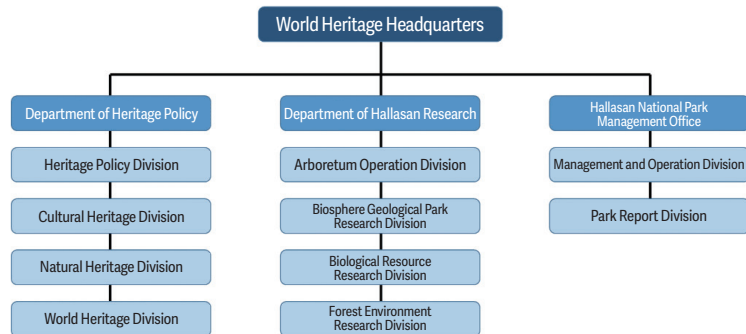 World Heritage Headquarters
Department of Heritage Policy
Heritage Policy Division
Cultural Heritage Division
Natural Heritage Division
World Heritage Division
Department of Hallasan Research
Arboretum Operation Division
Biosphere Geological Park
Research Division
Biological Resource
Research Division
Forest Environment
Research Division
Hallasan National Park
Management Office
Management and Operation Division
Park Report Division